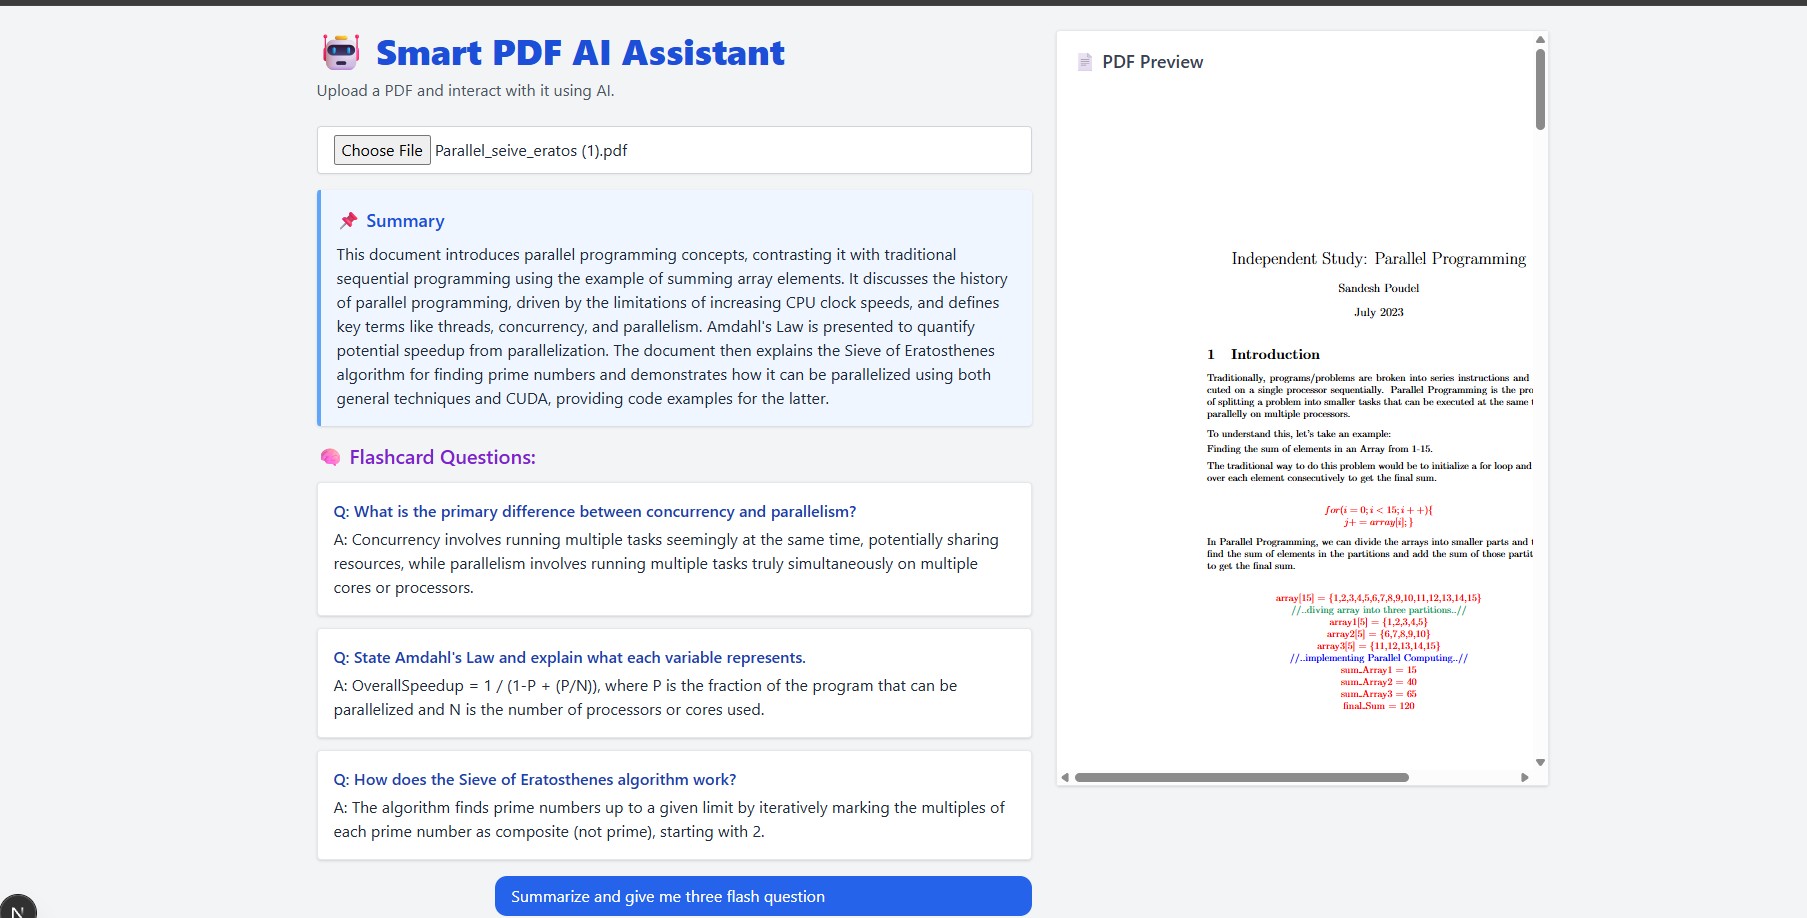 Smart PDF AI Assistant
Upload a PDF and interact with it using AI.
Choose File Parallel_seive_eratos (1).pdf
Summary
This document introduces parallel programming concepts, contrasting it with traditional
sequential programming using the example of summing array elements. It discusses the history
of parallel programming, driven by the limitations of increasing CPU clock speeds, and defines
key terms like threads, concurrency, and parallelism. Amdahl's Law is presented to quantify
potential speedup from parallelization. The document then explains the Sieve of Eratosthenes
algorithm for finding prime numbers and demonstrates how it can be parallelized using both
general techniques and CUDA, providing code examples for the latter.
Flashcard Questions:
Q: What is the primary difference between concurrency and parallelism?
A: Concurrency involves running multiple tasks seemingly at the same time, potentially sharing
resources, while parallelism involves running multiple tasks truly simultaneously on multiple
cores or processors.
Q: State Amdahl's Law and explain what each variable represents.
A: OverallSpeedup = 1 / (1-P + (P/N)), where P is the fraction of the program that can be
parallelized and N is the number of processors or cores used.
Q: How does the Sieve of Eratosthenes algorithm work?
A: The algorithm finds prime numbers up to a given limit by iteratively marking the multiples of
each prime number as composite (not prime), starting with 2.
Summarize and give me three flash question
N
PDF Preview
Independent Study: Parallel Programming
Sandesh Poudel
July 2023
1 Introduction
Traditionally, programs/problems are broken into series instructions and
cuted on a single processor sequentially. Parallel Programming is the pro
of splitting a problem into smaller tasks that can be executed at the same t
parallelly on multiple processors.
To understand this, let's take an example:
Finding the sum of elements in an Array from 1-15.
The traditional way to do this problem would be to initialize a for loop and
over each element consecutively to get the final sum.
for(i = 0; i < 15; i + +){
j+ = array[i]; }
In Parallel Programming, we can divide the arrays into smaller parts and t
find the sum of elements in the partitions and add the sum of those partit
to get the final sum.
array[15] = {1,2,3,4,5,6,7,8,9,10,11,12,13,14,15}
//..diving array into three partitions..//
array1[5] = {1,2,3,4,5}
array2[5] = {6,7,8,9,10}
array3[5] = {11,12,13,14,15}
//..implementing Parallel Computing..//
sum_Array1 = 15
sum_Array2 = 40
sum_Array3 = 65
final_Sum = 120